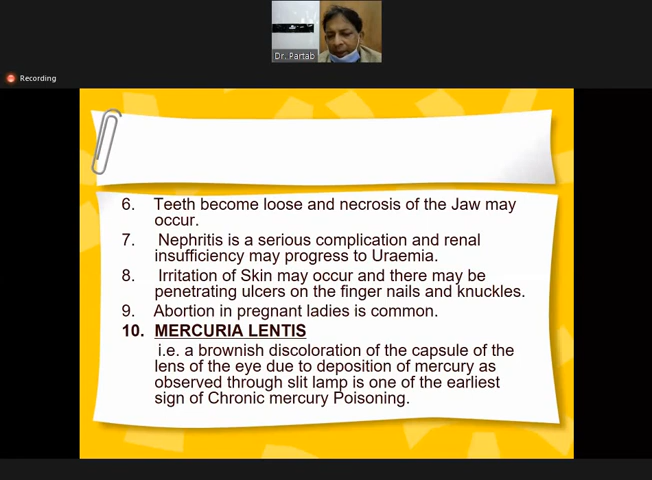 Dr. Partab
Recording
6. Teeth become loose and necrosis of the Jaw may
occur.
7. Nephritis is a serious complication and renal
insufficiency may progress to Uraemia.
8. Irritation of Skin may occur and there may be
penetrating ulcers on the finger nails and knuckles.
9. Abortion in pregnant ladies is common.
10. MERCURIA LENTIS
i.e. a brownish discoloration of the capsule of the
lens of the eye due to deposition of mercury as
observed through slit lamp is one of the earliest
sign of Chronic mercury Poisoning.